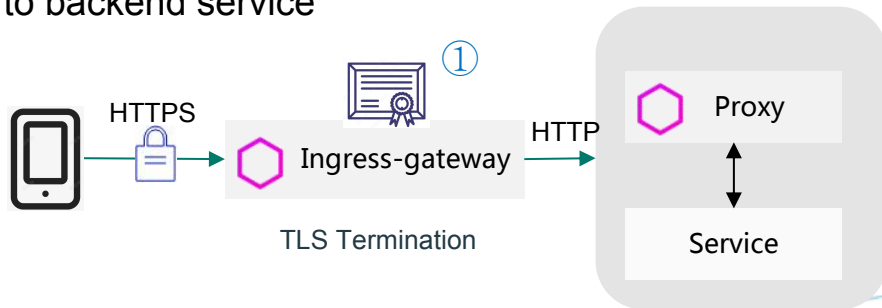 to backend service
①
HTTPS
Ingress-gateway
HTTP
Proxy
TLS Termination
Service